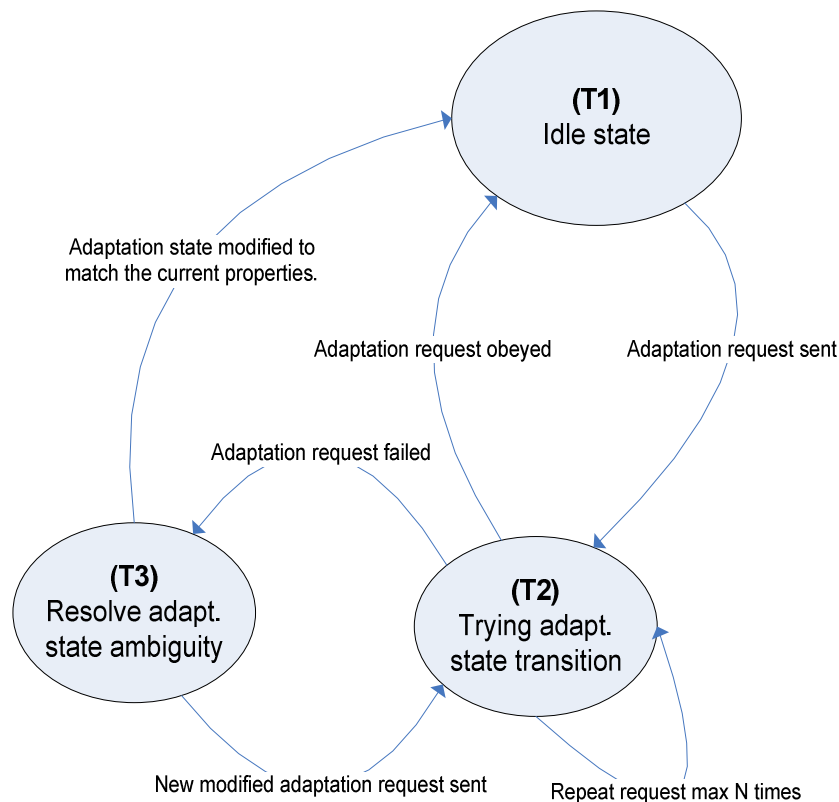 (T1)
Idle state
Adaptation state modified to
match the current properties.
Adaptation request obeyed
Adaptation request sent
Adaptation request failed
(T3)
Resolve adapt.
state ambiguity
(T2)
Trying adapt.
state transition
New modified adaptation request sent
Repeat request max N times